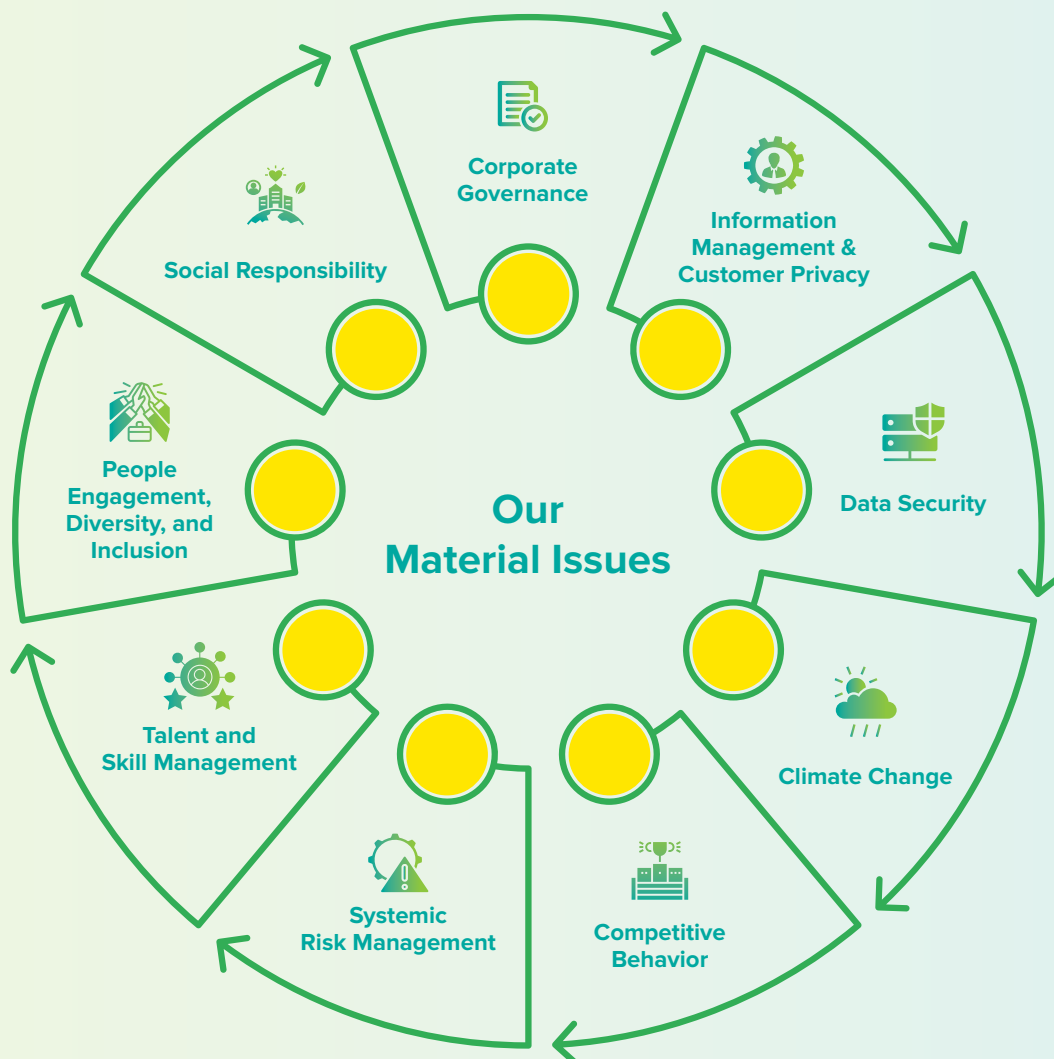 Corporate
Governance
Information
Management &
Customer Privacy
Data Security
Climate Change
Competitive
Behavior
Systemic
Risk Management
Talent and
Skill Management
People
Engagement,
Diversity, and
Inclusion
Social Responsibility
Our
Material Issues